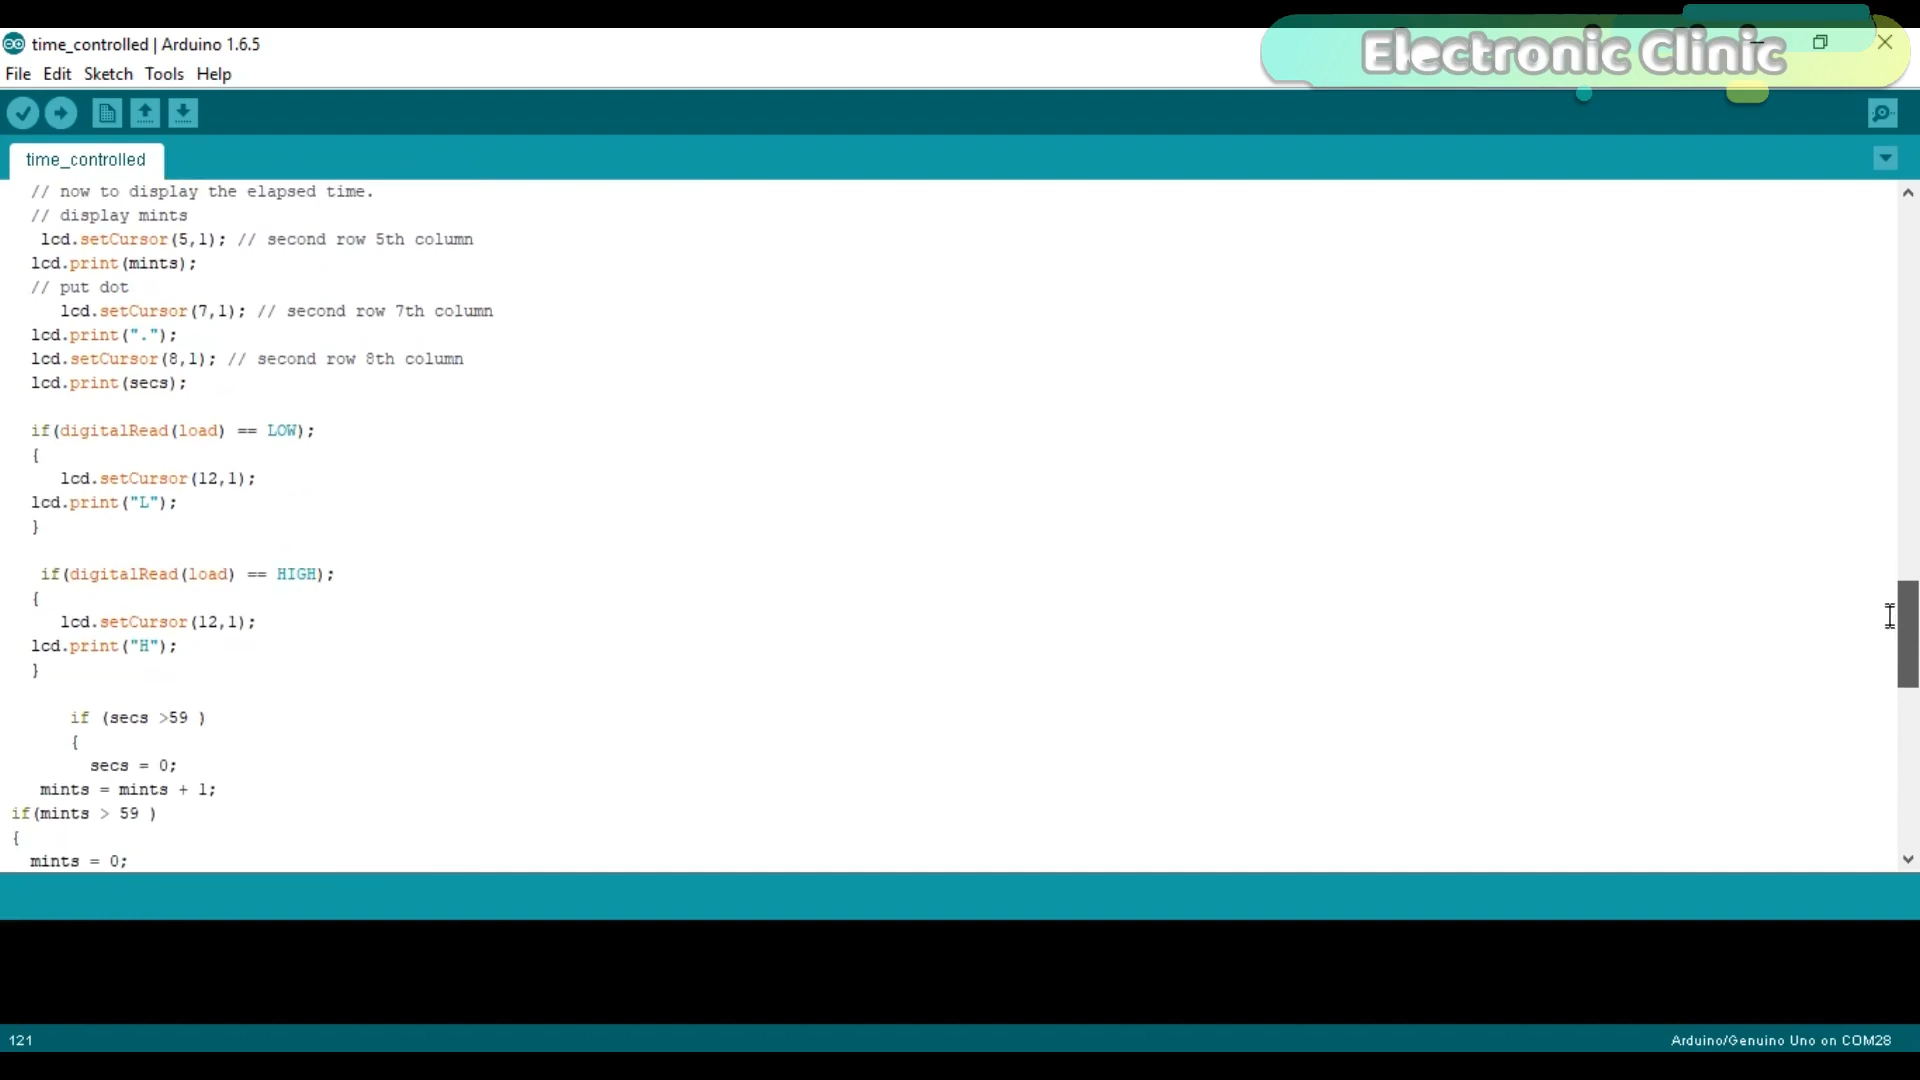 time_controlled | Arduino 1.6.5
Electronic Clinic
File Edit Sketch Tools Help
time_controlled
// now to display the elapsed time.
// display mints
lcd.setCursor(5,1); // second row 5th column
lcd.print(mints);
// put dot
lcd.setCursor(7,1); // second row 7th column
lcd.print(".");
lcd.setCursor(8,1); // second row 8th column
lcd.print(secs);
if(digitalRead(load) == LOW);
{
lcd.setCursor(12,1);
lcd.print("L");
}
if(digitalRead(load) == HIGH);
{
lcd.setCursor(12,1);
lcd.print("H");
}
if (secs >59 )
{
secs = 0;
mints = mints + 1;
if(mints > 59 )
{
mints = 0;
121
Arduino/Genuino Uno on COM28